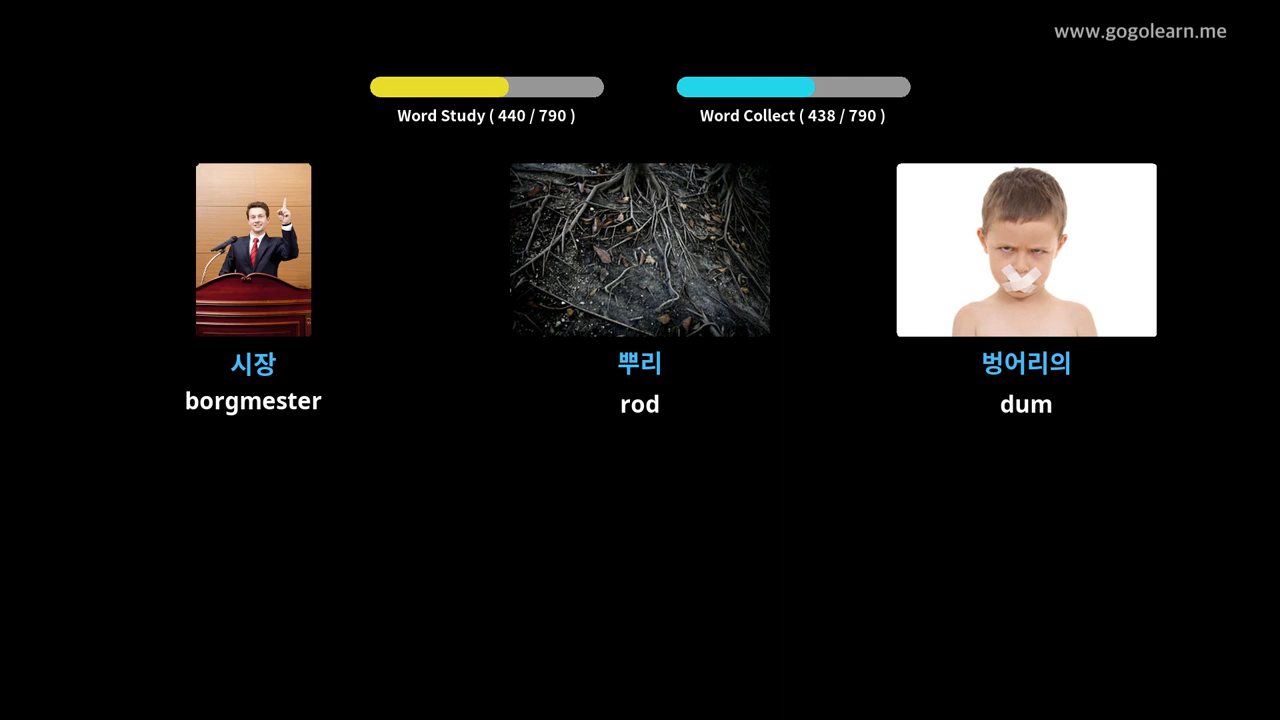 www.gogolearn.me
Word Study ( 440 / 790 )
Word Collect ( 438 / 790 )
시장
뿌리
벙어리의
borgmester
rod
dum